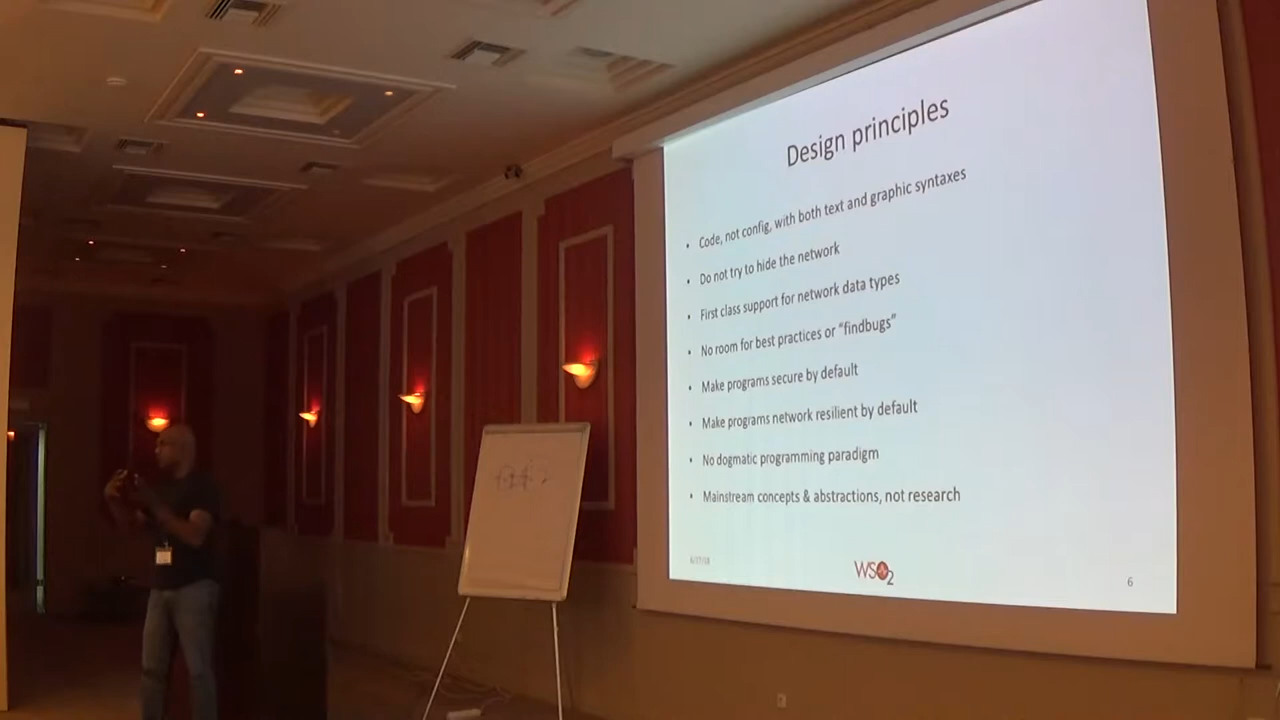 Design principles
• Code, not config, with both text and graphic syntaxes
• Do not try to hide the network
• First class support for network data types
• No room for best practices or “findbugs”
• Make programs secure by default
• Make programs network resilient by default
• No dogmatic programming paradigm
• Mainstream concepts & abstractions, not research
WSO2
6